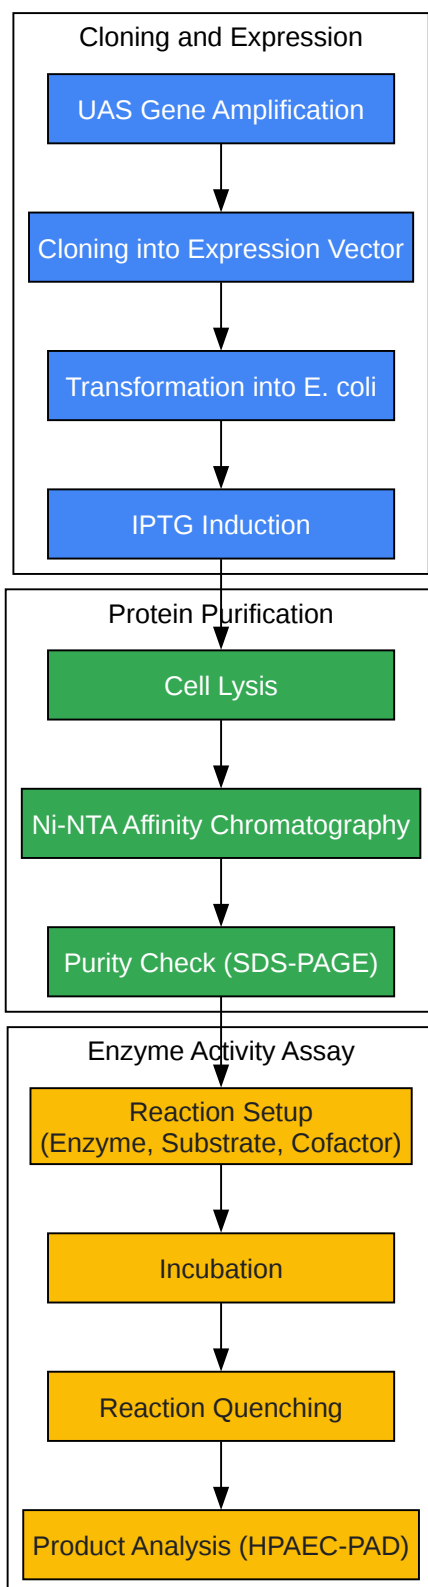 Cloning and Expression
UAS Gene Amplification
Cloning into Expression Vector
Transformation into E. coli
IPTG Induction
Protein Purification
Cell Lysis
Ni-NTA Affinity Chromatography
Purity Check (SDS-PAGE)
Enzyme Activity Assay
Reaction Setup
(Enzyme, Substrate, Cofactor)
Incubation
Reaction Quenching
Product Analysis (HPAEC-PAD)